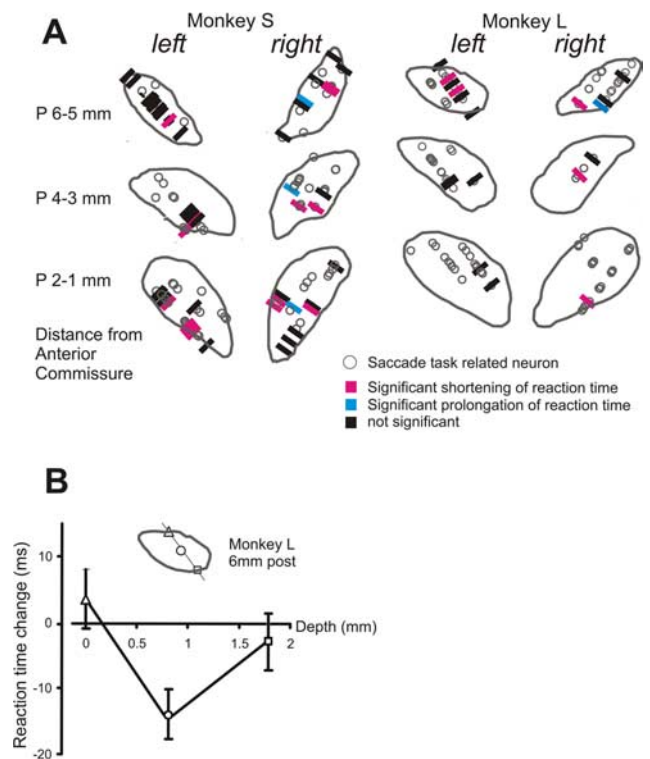 A
Monkey S
Monkey L
left
right
left
right
P 6-5 mm
P 4-3 mm
P 2-1 mm
Distance from
Anterior
Commissure
Saccade task related neuron
Significant shortening of reaction time
Significant prolongation of reaction time
not significant
B
Monkey L
6mm post
Reaction time change (ms)
10
0
-10
-20
Depth (mm)
0
0.5
1
1.5
2